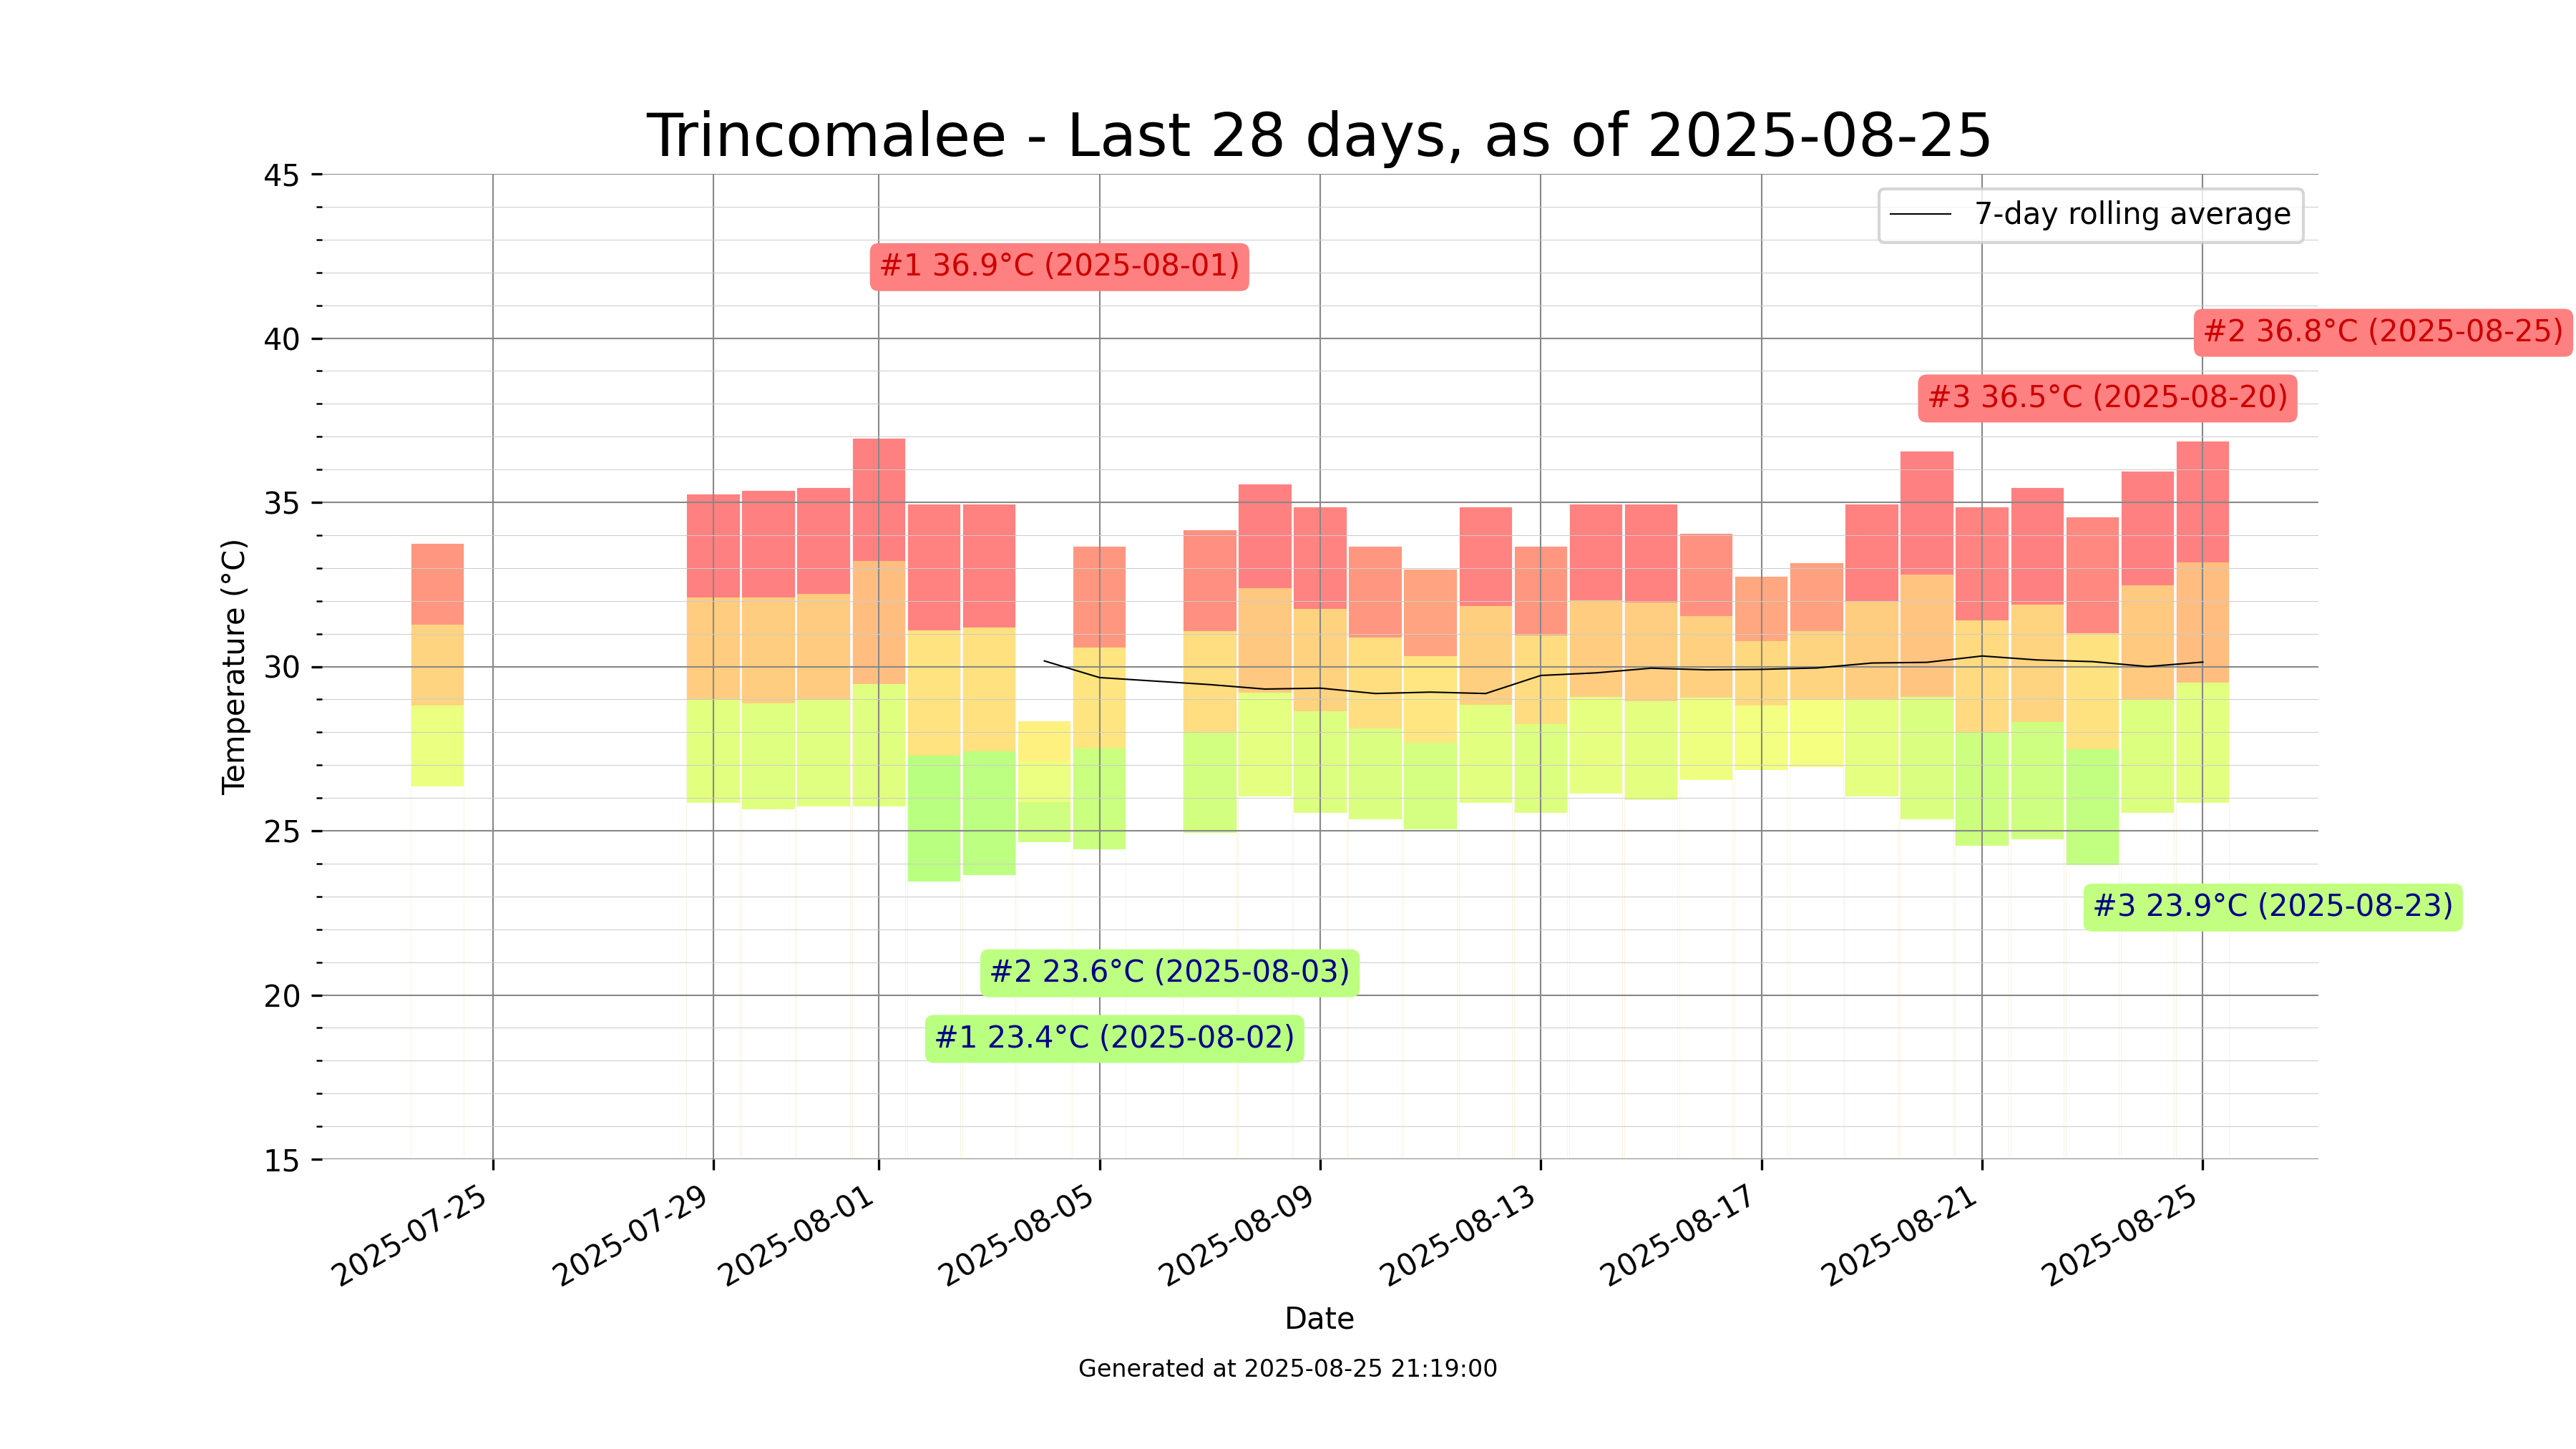 Trincomalee - Last 28 days, as of 2025-08-25
45
7-day rolling average
#1 36.9°C (2025-08-01)
#2 36.8°C (2025-08-25)
40
#3 36.5°C (2025-08-20)
35
Temperature (°C)
30
25
#3 23.9°C (2025-08-23)
#2 23.6°C (2025-08-03)
20
#1 23.4°C (2025-08-02)
15
2025-07-25
2025-07-29
2025-08-01
2025-08-05
2025-08-09
2025-08-13
2025-08-17
2025-08-21
2025-08-25
Date
Generated at 2025-08-25 21:19:00